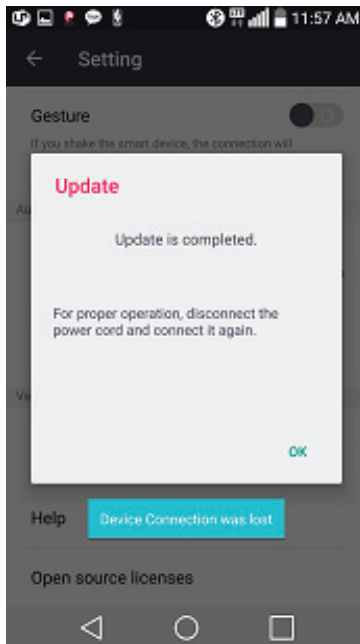 11:57 AM
Setting
Gesture
If you shake the smart device, the connection will
Au
Update
Update is completed.
For proper operation, disconnect the
power cord and connect it again.
Ve
OK
Help
Device Connection was lost
Open source licenses